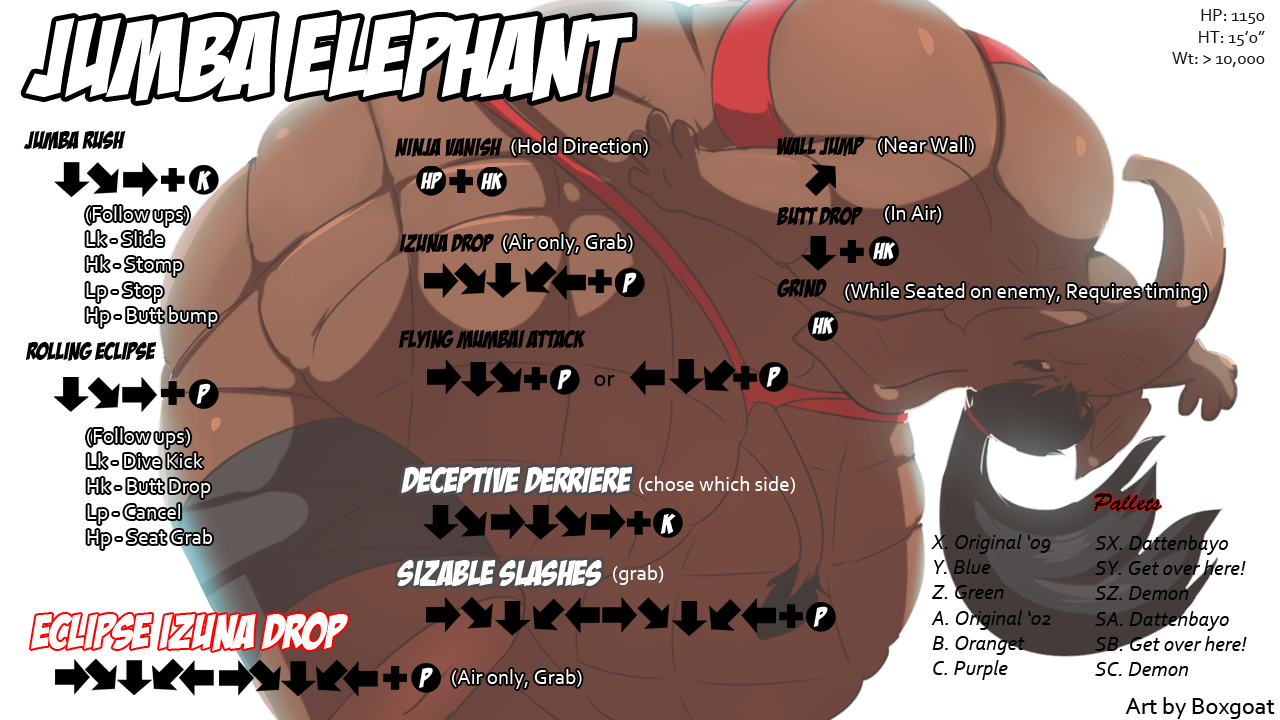 JUMBA ELEPHANT
HP: 1150
HT: 15'0"
Wt: > 10,000
JUMBA RUSH
K
(Follow ups)
Lk - Slide
Hk - Stomp
Lp - Stop
Hp - Butt bump
ROLLING ECLIPSE
P
(Follow ups)
Lk - Dive Kick
Hk - Butt Drop
Lp - Cancel
Hp - Seat Grab
NINJA VANISH (Hold Direction)
HP + HK
IZUNA DROP (Air only, Grab)
+ P
FLYING MUMBAI ATTACK
+ P or + P
WALL JUMP (Near Wall)
BUTT DROP (In Air)
+ HK
GRIND (While Seated on enemy, Requires timing)
HK
DECEPTIVE DERRIERE (chose which side)
+ K
SIZABLE SLASHES (grab)
+ P
ECLIPSE IZUNA DROP
+ P (Air only, Grab)
Pallets
X. Original '09
Y. Blue
Z. Green
A. Original '02
B. Oranget
C. Purple
SX. Dattenbayo
SY. Get over here!
SZ. Demon
SA. Dattenbayo
SB. Get over here!
SC. Demon
Art by Boxgoat